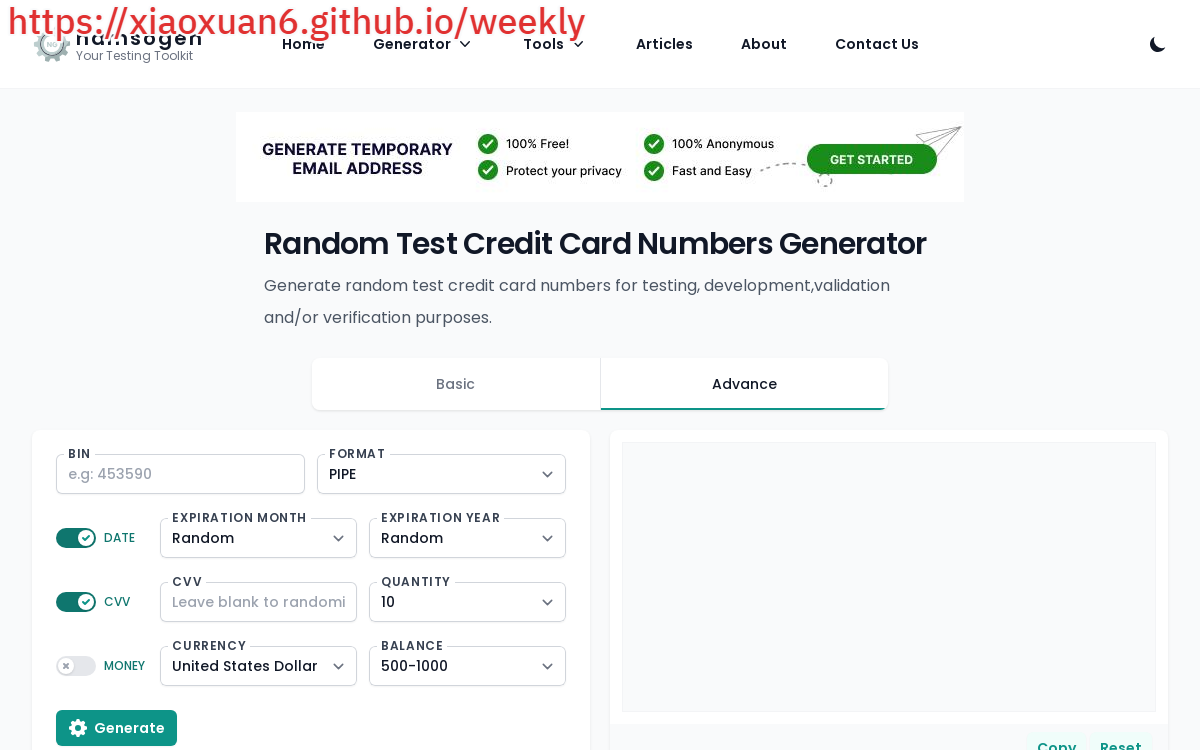 https://xiaoxuan6.github.io/weekly
namsogen
Your Testing Toolkit
NG
Home
Generator
Tools
Articles
About
Contact Us
GENERATE TEMPORARY
EMAIL ADDRESS
100% Free!
Protect your privacy
100% Anonymous
Fast and Easy
GET STARTED
Random Test Credit Card Numbers Generator
Generate random test credit card numbers for testing, development,validation
and/or verification purposes.
Basic
Advance
BIN
e.g: 453590
FORMAT
PIPE
DATE
EXPIRATION MONTH
Random
EXPIRATION YEAR
Random
CVV
CVV
Leave blank to randomi
QUANTITY
10
MONEY
CURRENCY
United States Dollar
BALANCE
500-1000
Generate
Copy
Reset